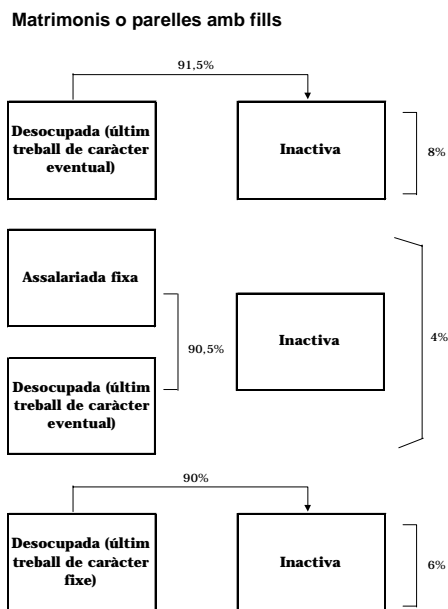 Matrimonis o parelles amb fills
91,5%
Desocupada (últim
treball de caràcter
eventual)
Inactiva
8%
Assalariada fixa
90,5%
Inactiva
4%
Desocupada (últim
treball de caràcter
eventual)
90%
Desocupada (últim
treball de caràcter
fixe)
Inactiva
6%